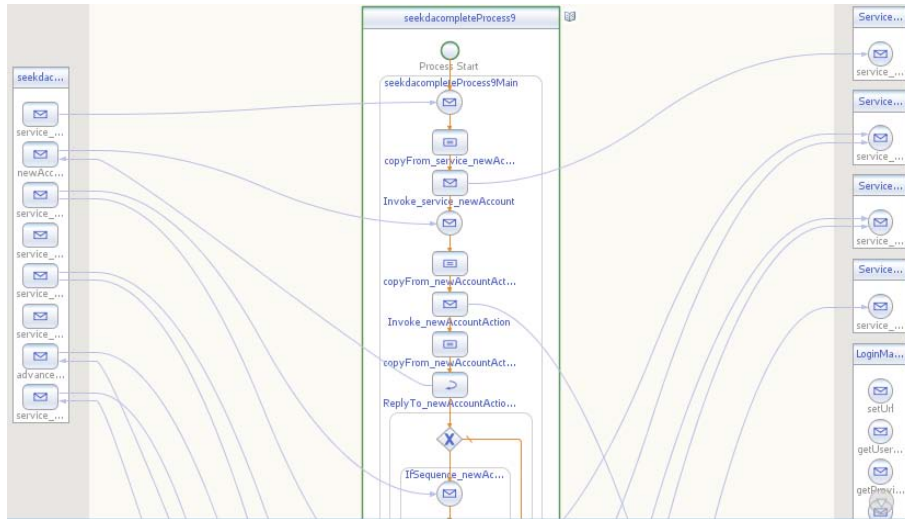 seekdac...
service_...
newAcc...
service_...
service_...
service_...
service_...
advance...
service_...
seekdacompleteProcess9
Process Start
seekdacompleteProcess9Main
copyFrom_service_newAc...
Invoke_service_newAccount
copyFrom_newAccountAct...
Invoke_newAccountAction
copyFrom_newAccountAct...
ReplyTo_newAccountActio...
IfSequence_newAc...
Service...
service_...
Service...
service_...
Service...
service_...
Service...
service_...
LoginMa...
setUrl
getUser...
getProvi...